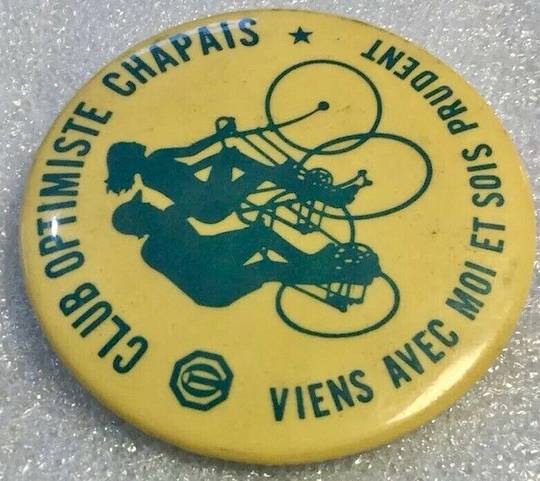 CLUB OPTIMISTE CHAPAIS ★
VIENS AVEC MOI ET SOIS PRUDENT